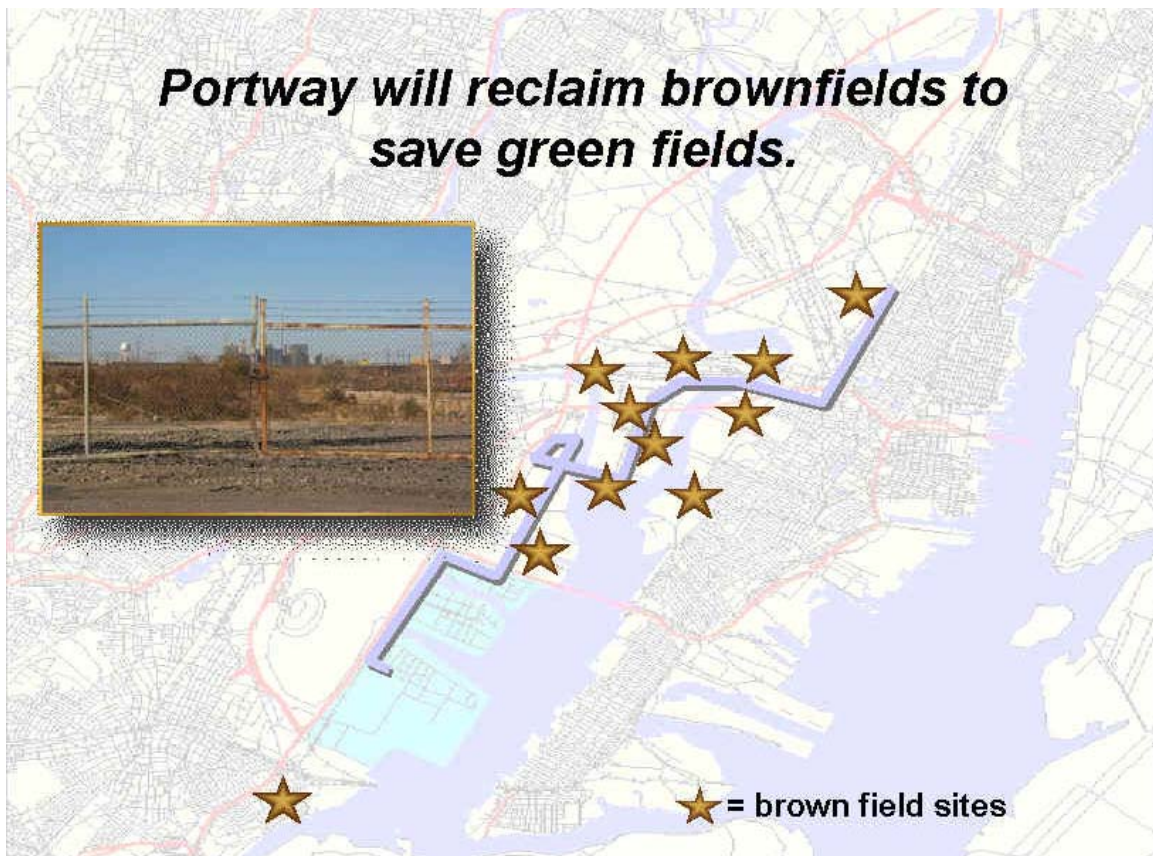 Portway will reclaim brownfields to
save green fields.
= brown field sites